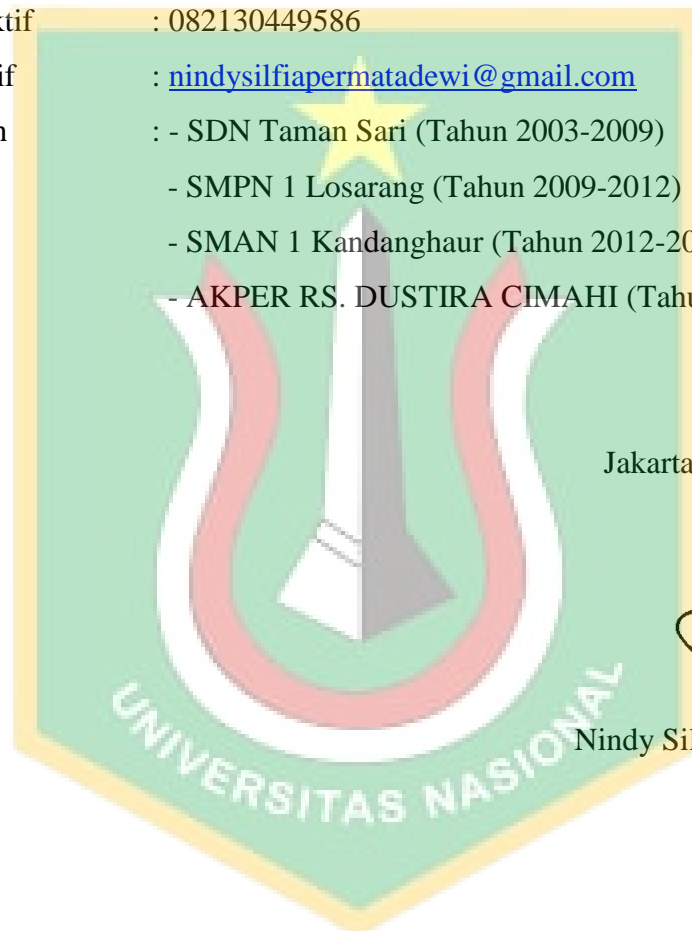 ktif : 082130449586
if : nindysilfiapermatadewi@gmail.com
n : - SDN Taman Sari (Tahun 2003-2009)
- SMPN 1 Losarang (Tahun 2009-2012)
- SMAN 1 Kandanghaur (Tahun 2012-20
- AKPER RS. DUSTIRA CIMAHI (Tahu
Jakarta
Nindy Sil
UNIVERSITAS NASIONAL